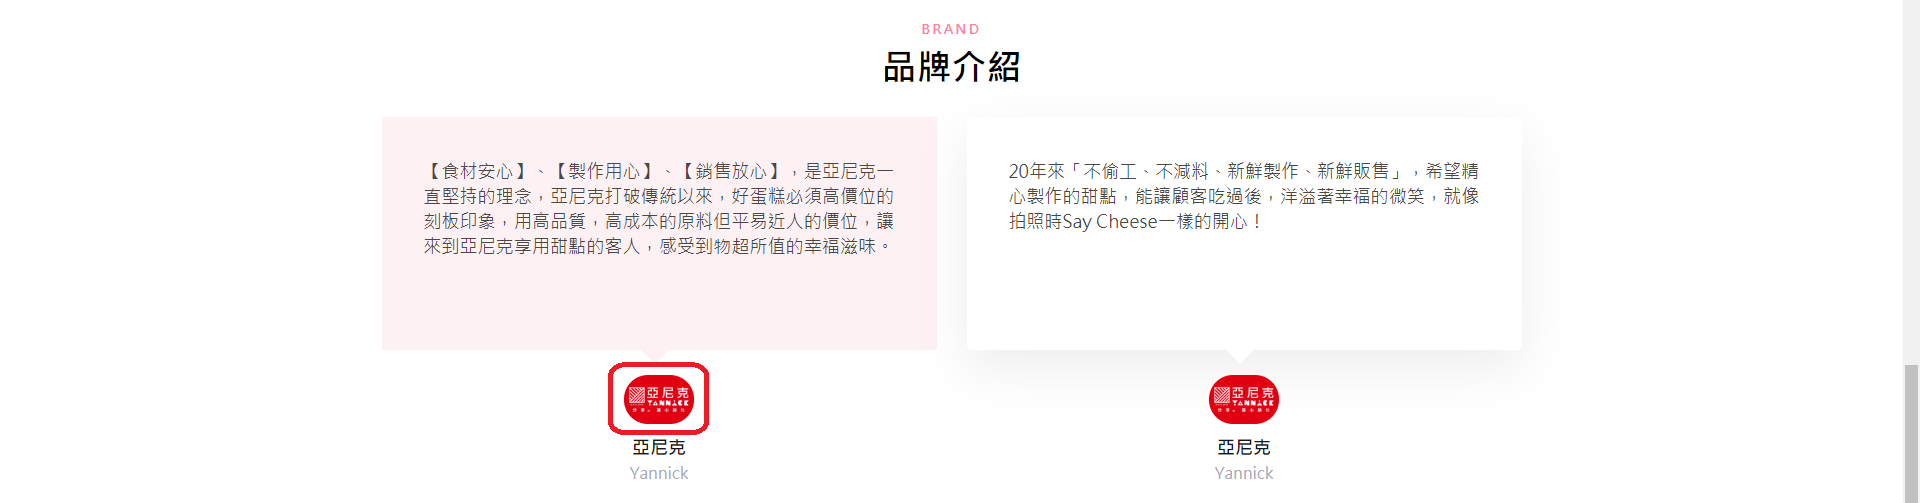 BRAND
品牌介紹
【食材安心】、【製作用心】、【銷售放心】，是亞尼克一
直堅持的理念，亞尼克打破傳統以來，好蛋糕必須高價位的
刻板印象，用高品質，高成本的原料但平易近人的價位，讓
來到亞尼克享用甜點的客人，感受到物超所值的幸福滋味。
亞尼克
YANNICK
亞尼克
Yannick
20年來「不偷工、不減料、新鮮製作、新鮮販售」，希望精
心製作的甜點，能讓顧客吃過後，洋溢著幸福的微笑，就像
拍照時Say Cheese一樣的開心！
亞尼克
YANNICK
亞尼克
Yannick